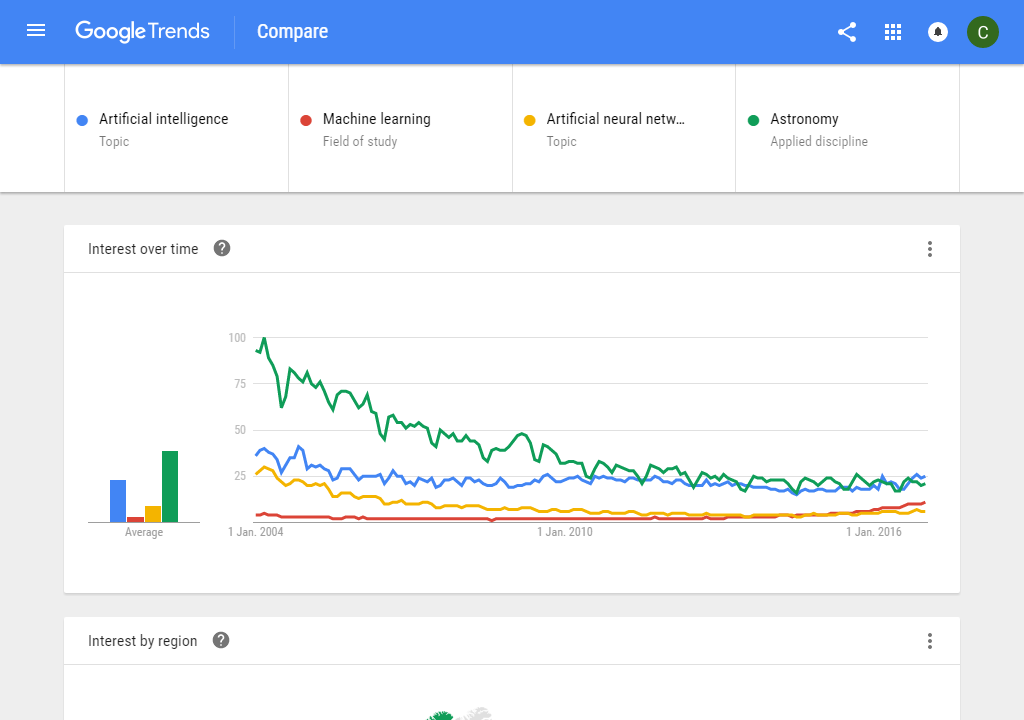 Google Trends Compare C
Artificial intelligence
Topic
Machine learning
Field of study
Artificial neural netw...
Topic
Astronomy
Applied discipline
Interest over time ?
100
75
50
25
Average
1 Jan. 2004 1 Jan. 2010 1 Jan. 2016
Interest by region ?